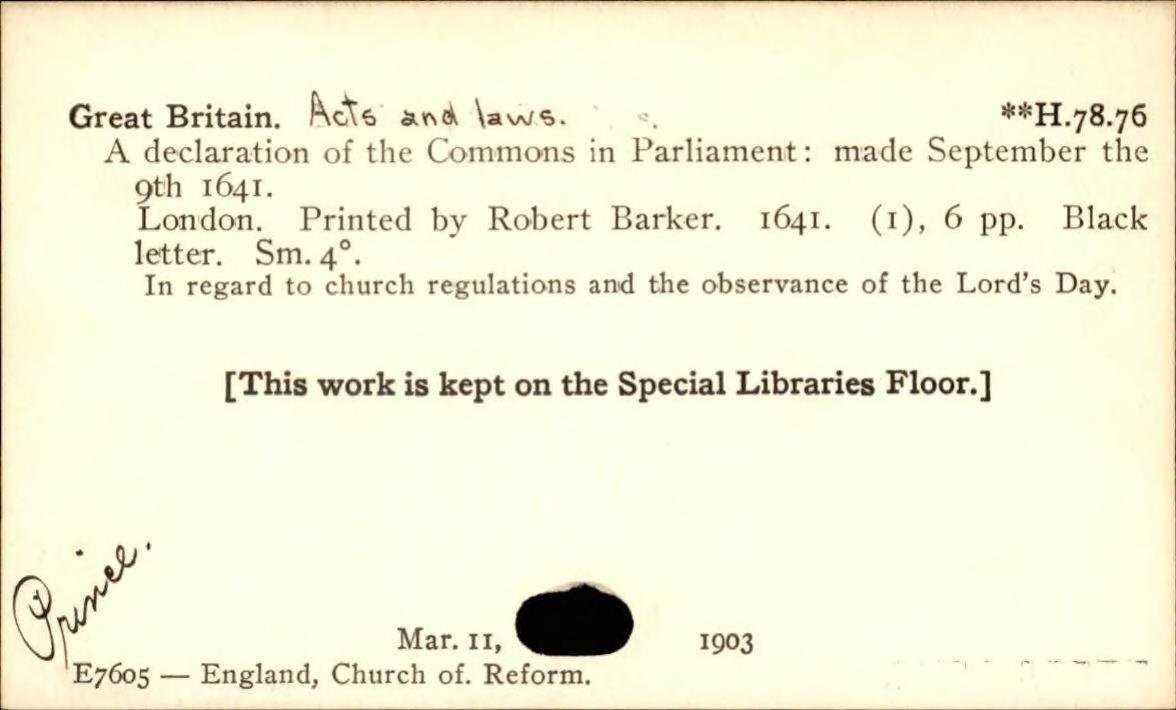 Great Britain. Acts and laws. **H.78.76
A declaration of the Commons in Parliament: made September the
9th 1641.
London. Printed by Robert Barker. 1641. (1), 6 pp. Black
letter. Sm. 4°.
In regard to church regulations and the observance of the Lord's Day.
[This work is kept on the Special Libraries Floor.]
Prince.
Mar. 11, 1903
E7605 — England, Church of. Reform.